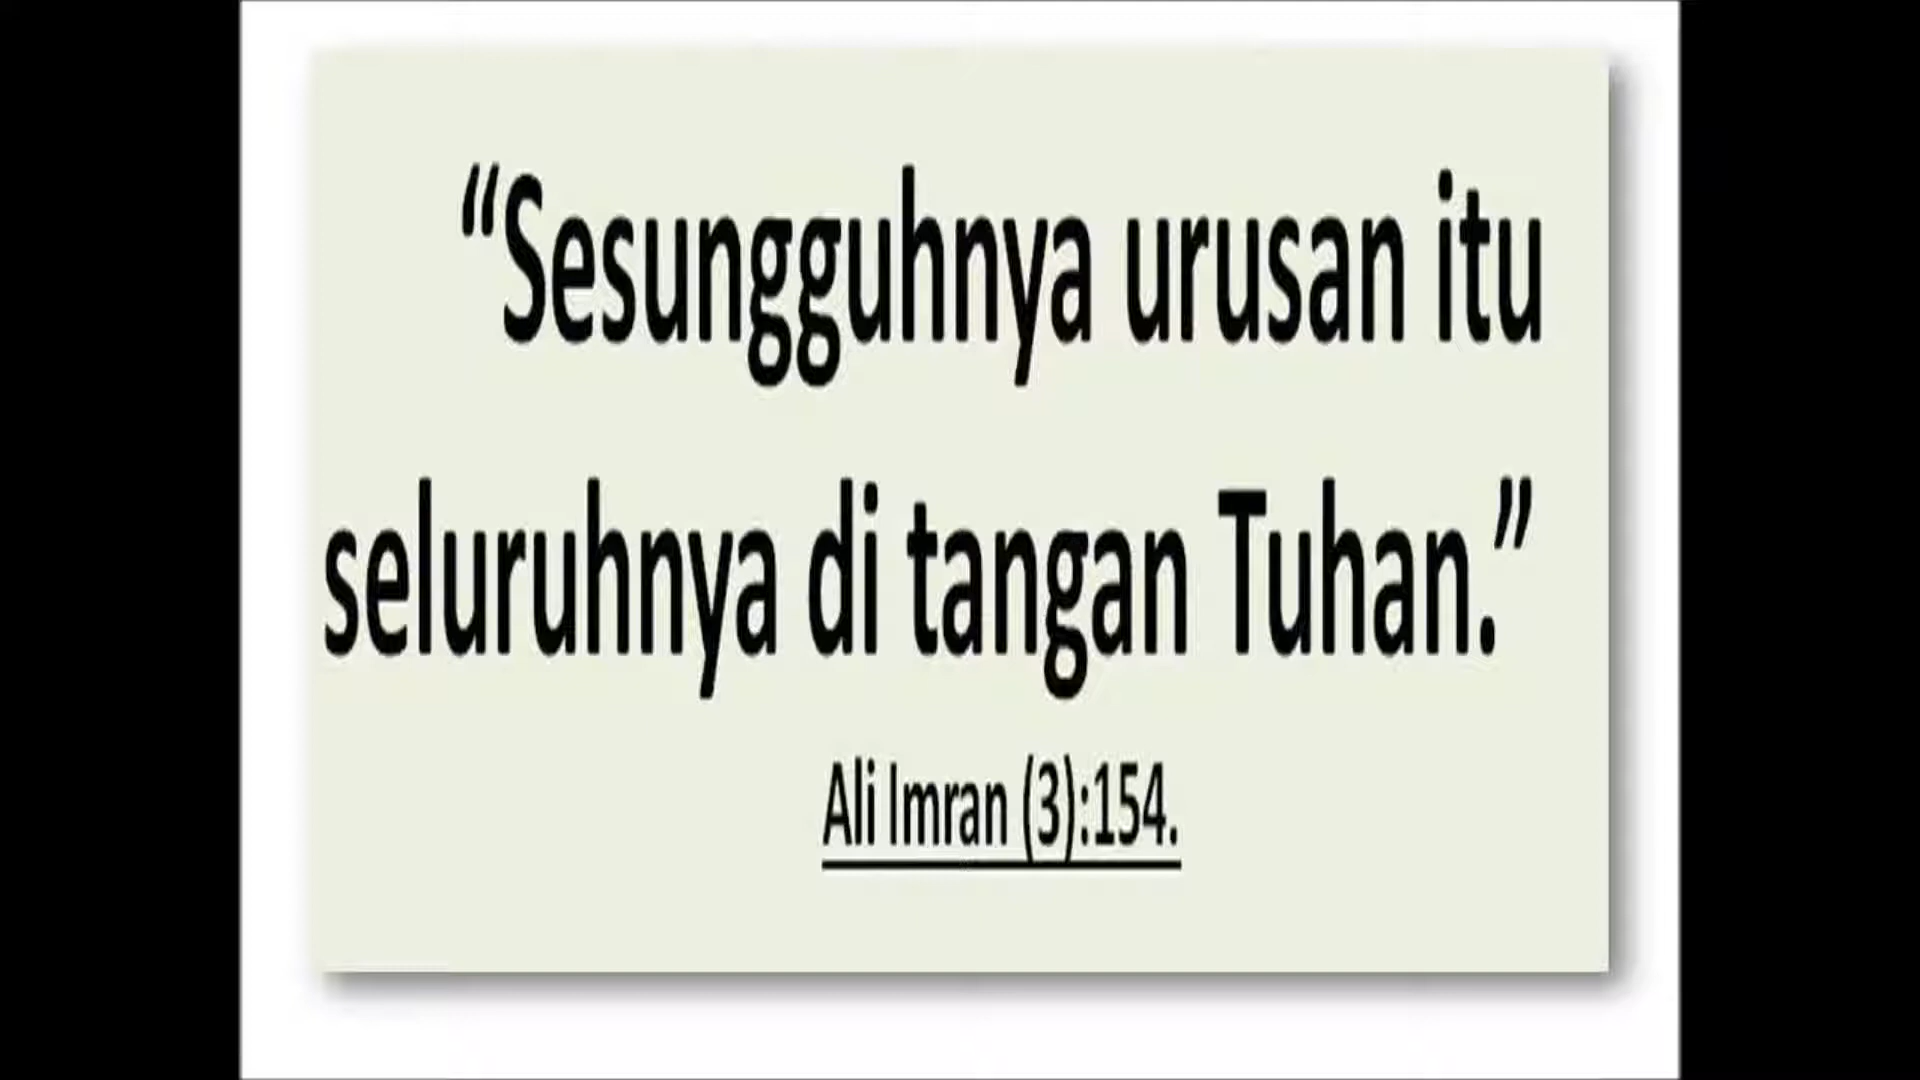 “Sesungguhnya urusan itu
seluruhnya di tangan Tuhan.”
Ali Imran (3):154.